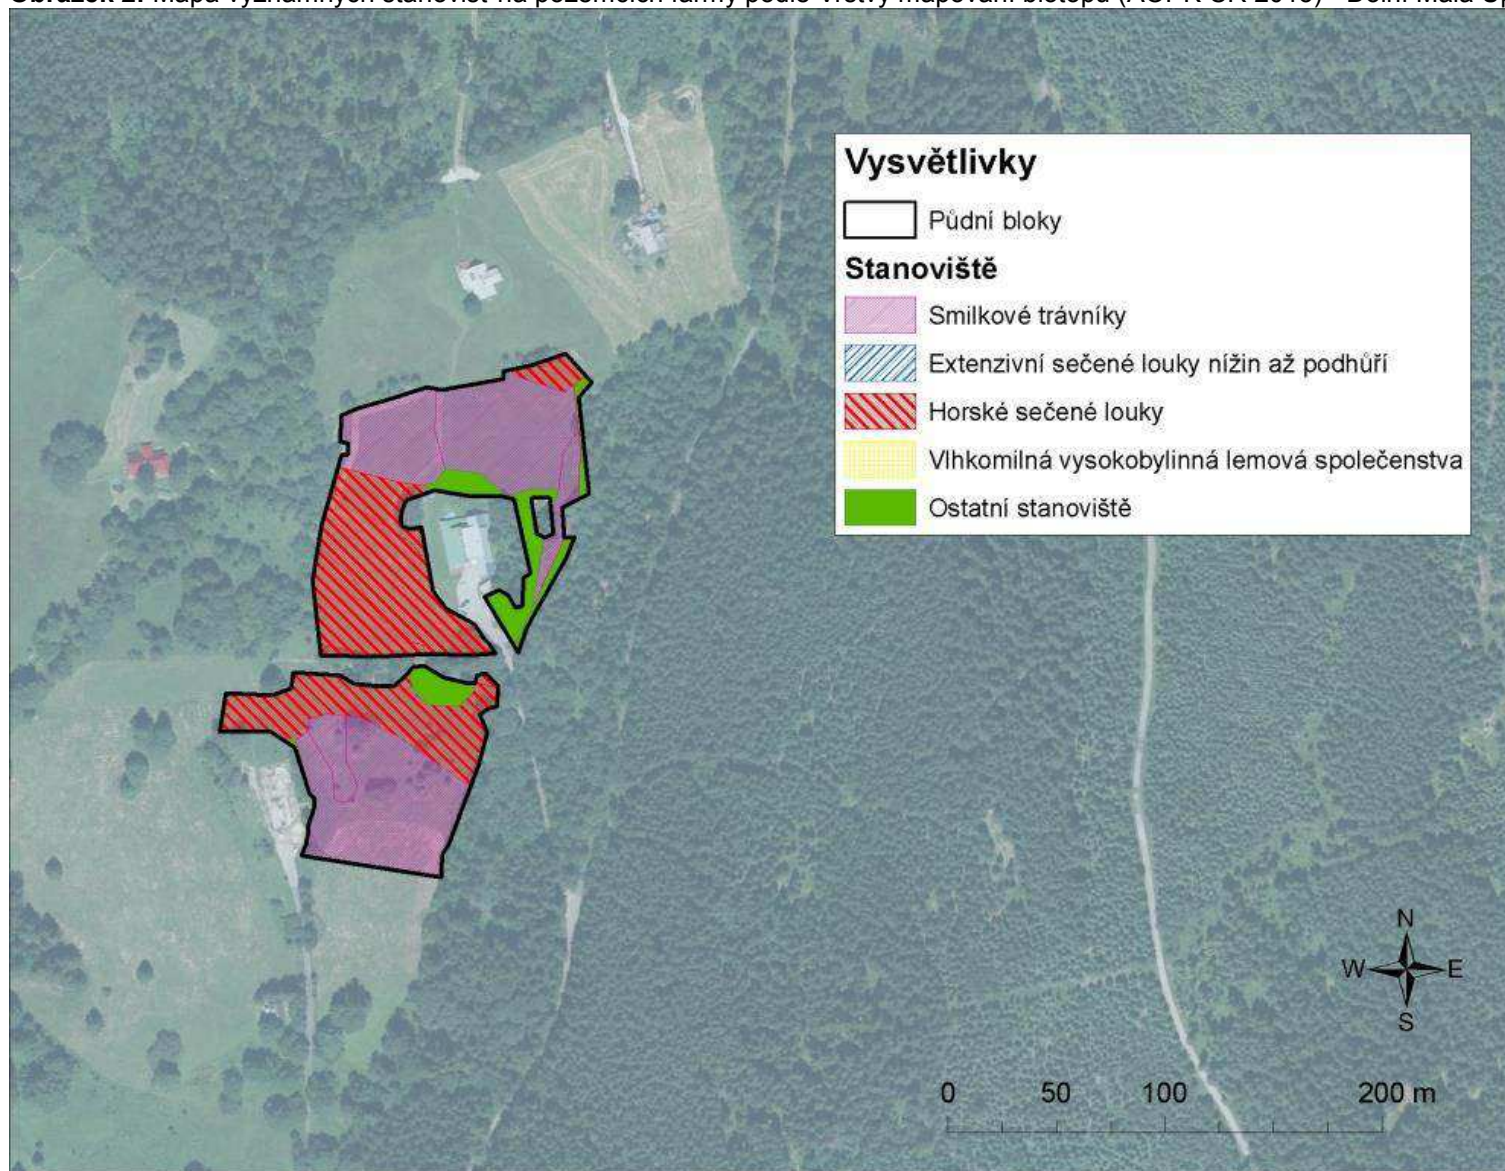 Vysvětlivky
Půdní bloky
Stanoviště
Smilkové trávníky
Extenzivní sečené louky nížin až podhůří
Horské sečené louky
Vlhkomilná vysokobylinná lemová společenstva
Ostatní stanoviště
N
W E
S
0 50 100 200 m